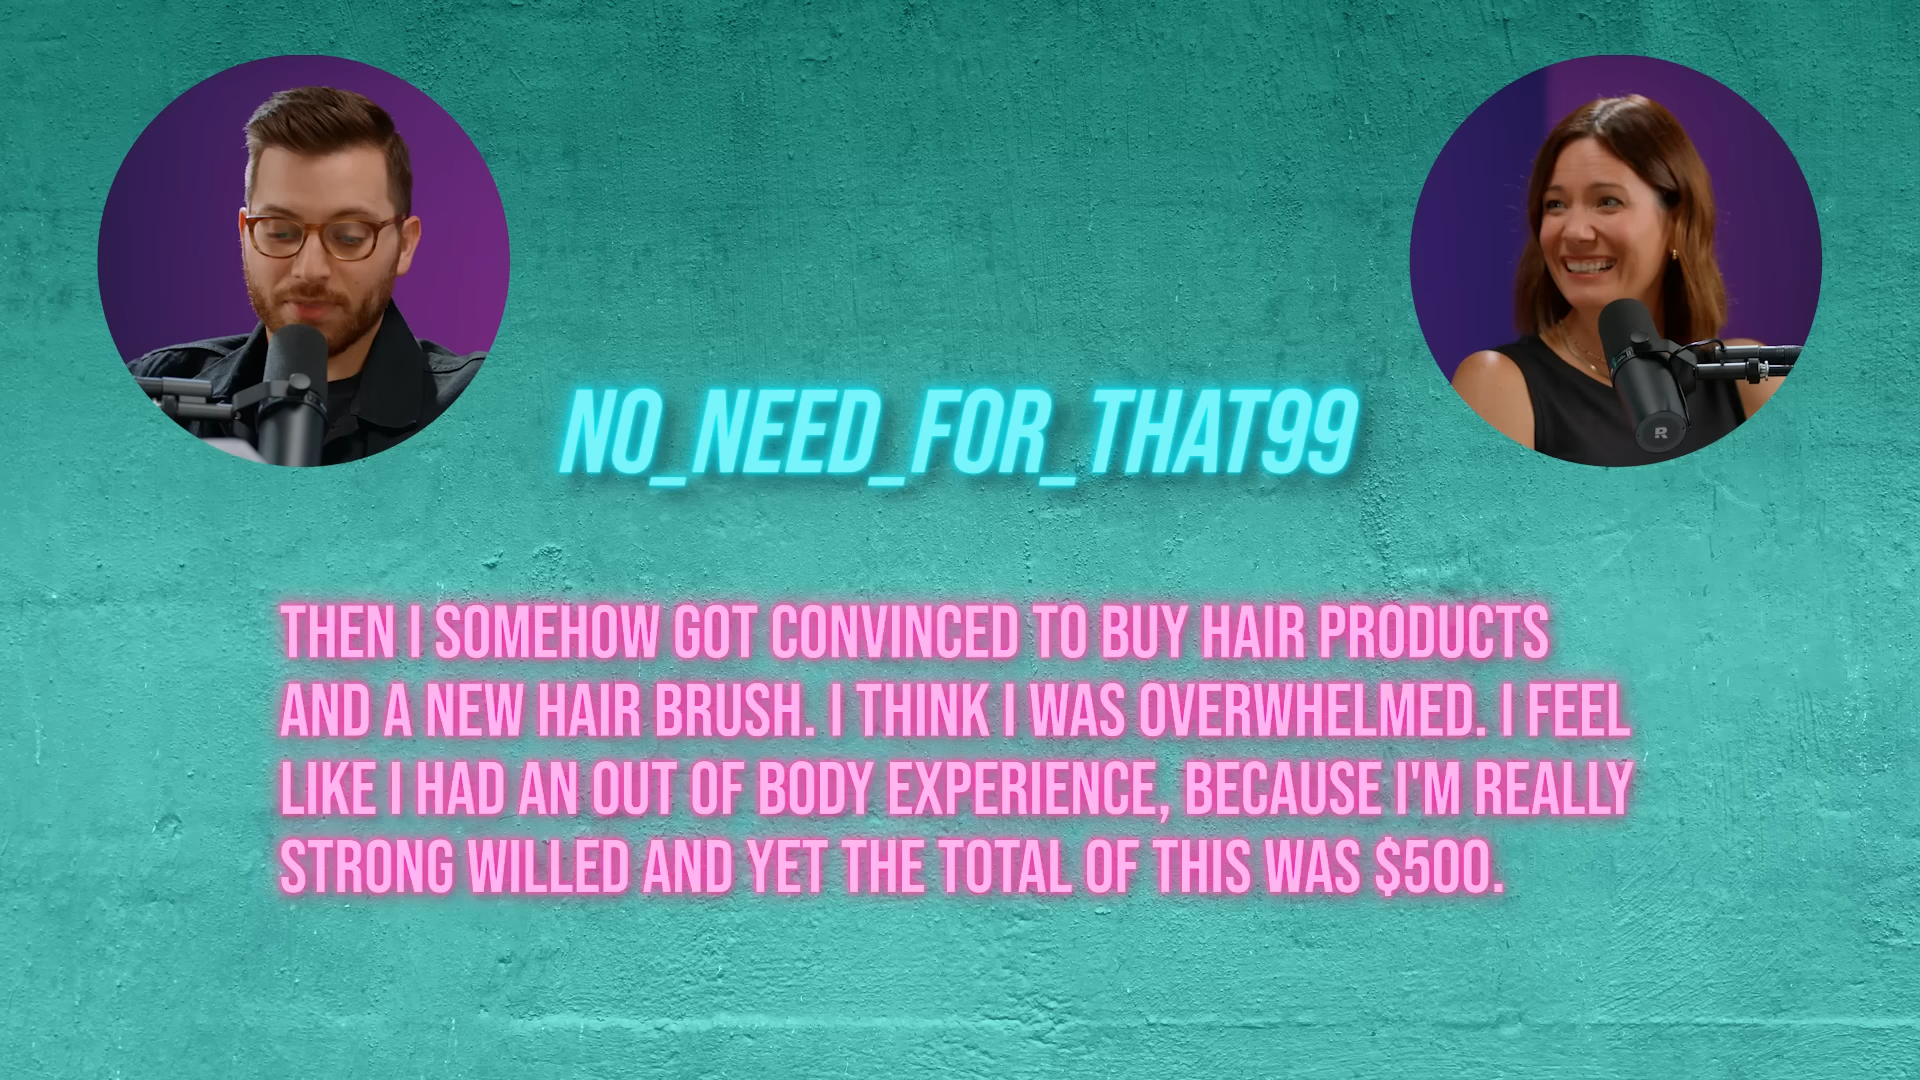 NO_NEED_FOR_THAT99
THEN I SOMEHOW GOT CONVINCED TO BUY HAIR PRODUCTS
AND A NEW HAIR BRUSH. I THINK I WAS OVERWHELMED. I FEEL
LIKE I HAD AN OUT OF BODY EXPERIENCE, BECAUSE I'M REALLY
STRONG WILLED AND YET THE TOTAL OF THIS WAS $500.